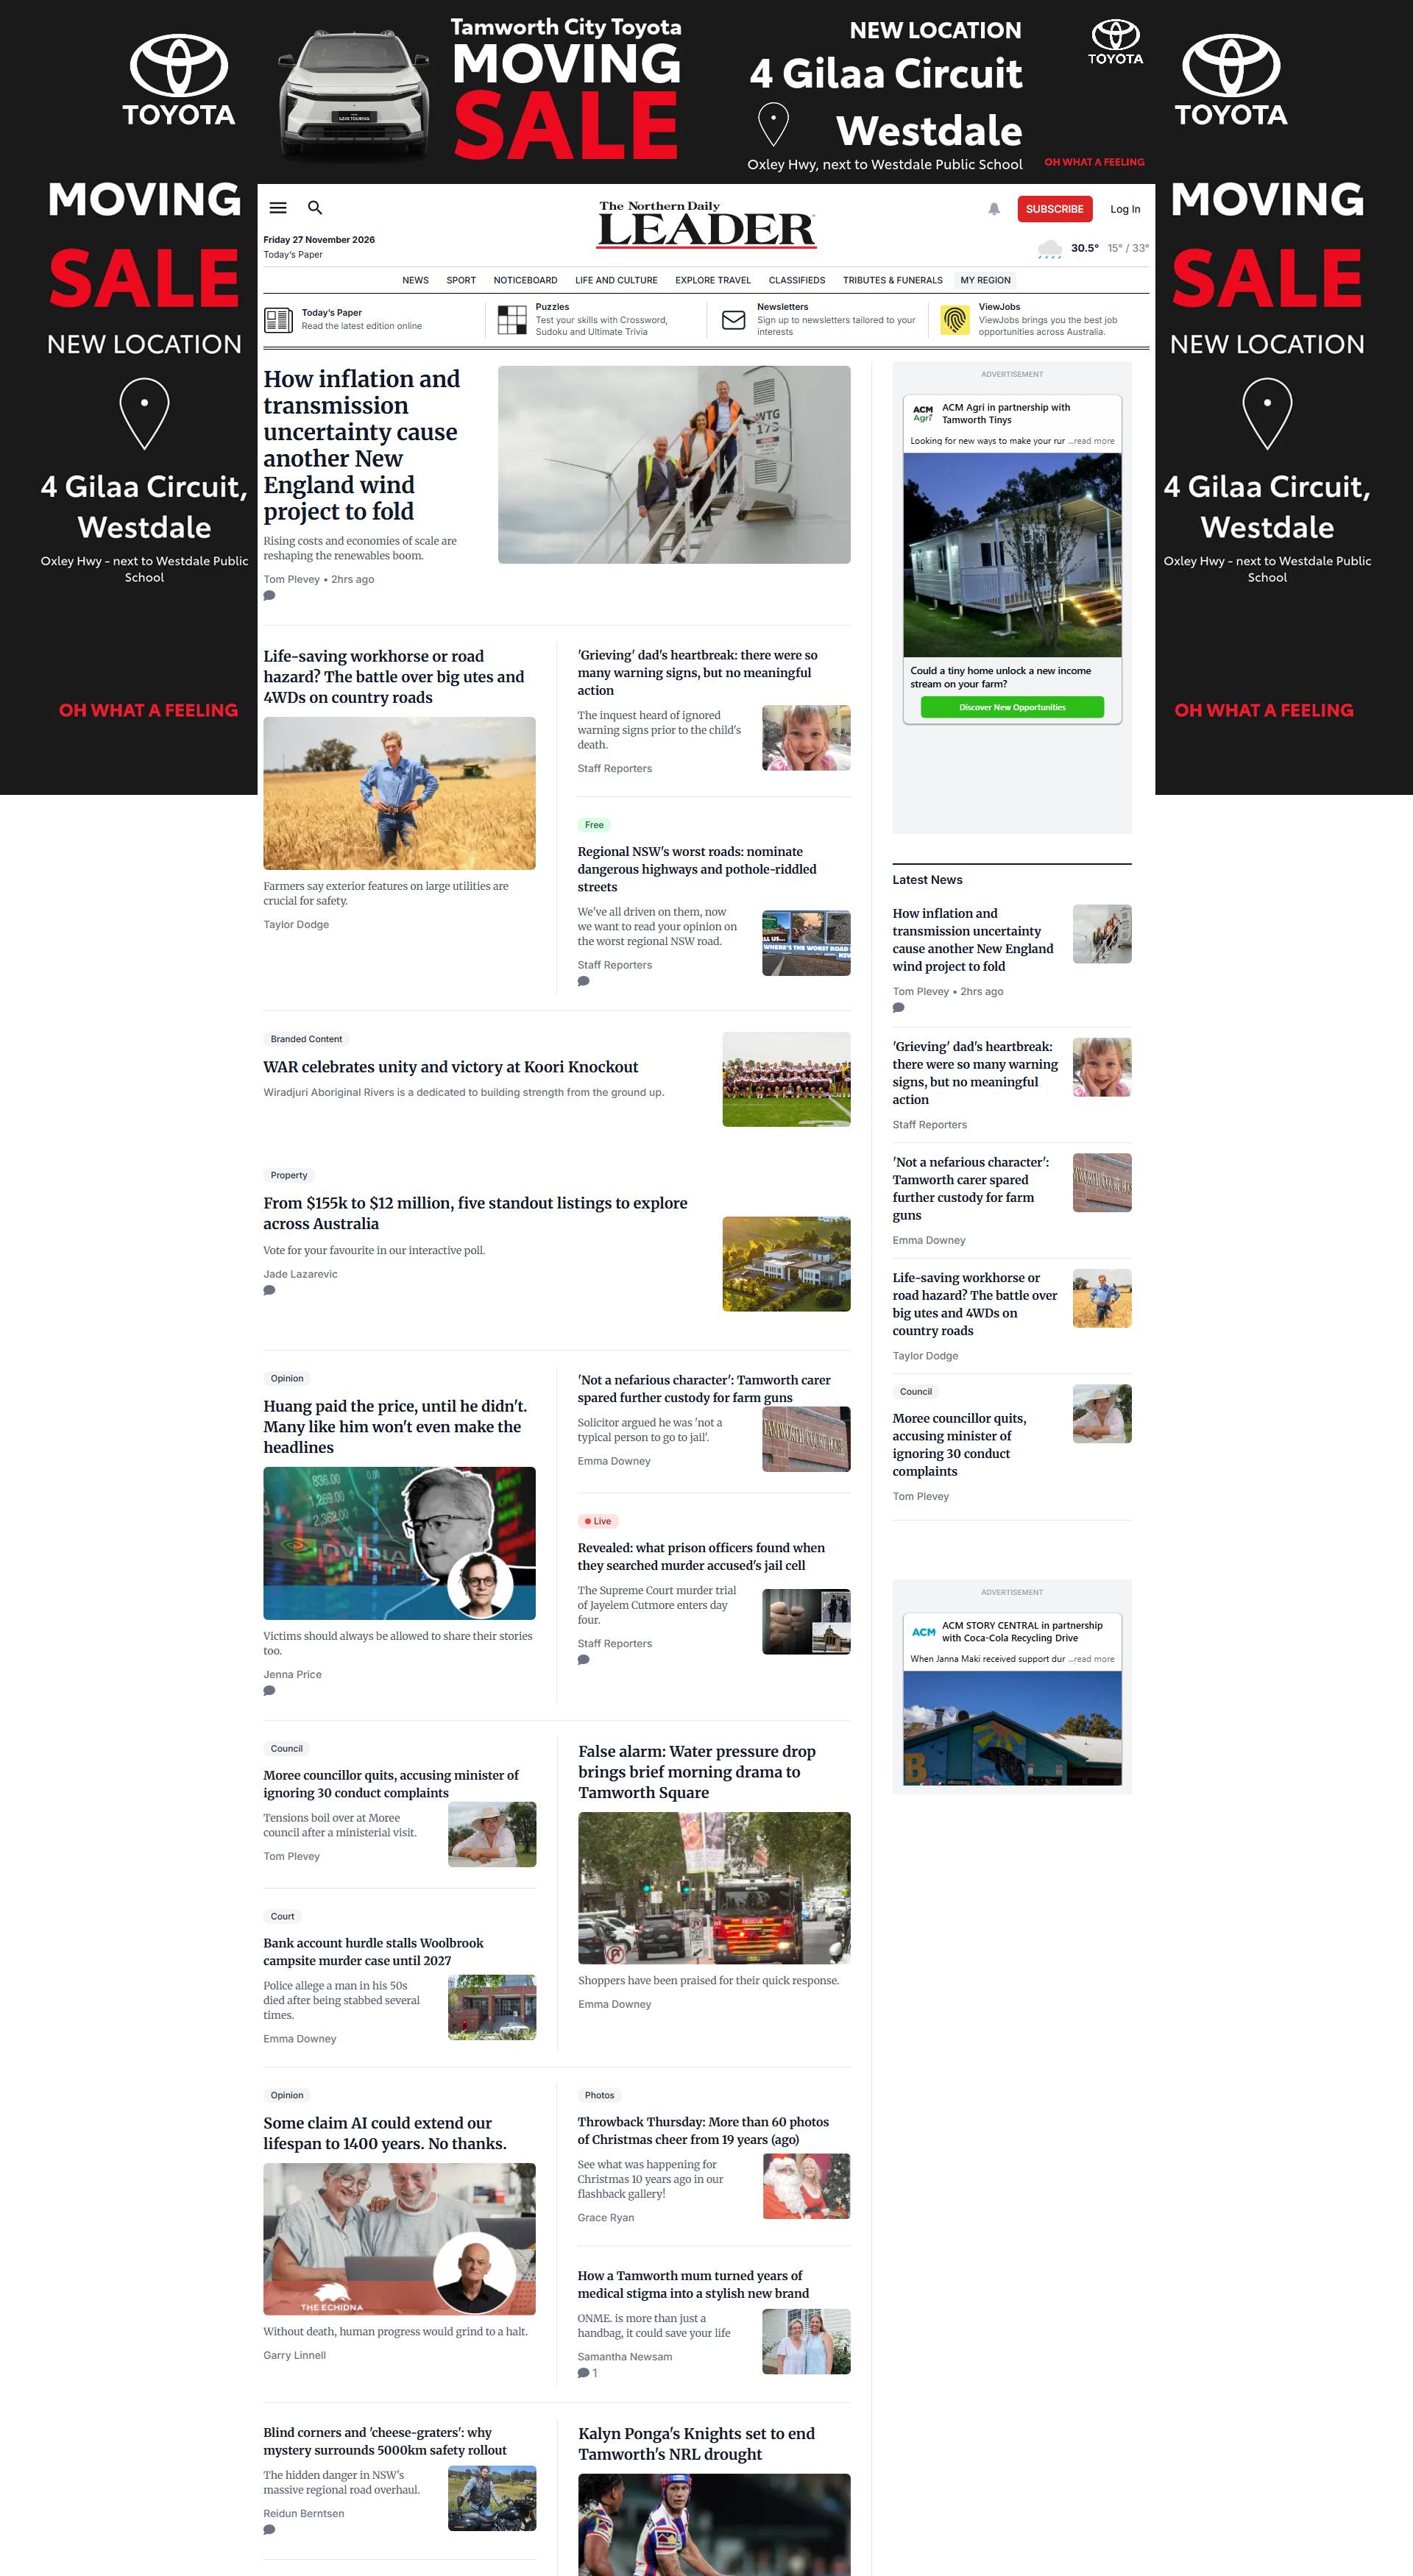 TOYOTA
MOVING
SALE
NEW LOCATION
4 Gilaa Circuit,
Westdale
Oxley Hwy - next to Westdale Public
School
OH WHAT A FEELING
Tamworth City Toyota
MOVING
SALE
NEW LOCATION
4 Gilaa Circuit
Westdale
Oxley Hwy, next to Westdale Public School
TOYOTA
OH WHAT A FEELING
TOYOTA
MOVING
SALE
NEW LOCATION
4 Gilaa Circuit,
Westdale
Oxley Hwy - next to Westdale Public
School
OH WHAT A FEELING
The Northern Daily
LEADER
SUBSCRIBE
Log In
Friday 27 November 2026
Today's Paper
30.5° 15° / 33°
NEWS SPORT NOTICEBOARD LIFE AND CULTURE EXPLORE TRAVEL CLASSIFIEDS TRIBUTES & FUNERALS MY REGION
Today's Paper
Read the latest edition online
Puzzles
Test your skills with Crossword,
Sudoku and Ultimate Trivia
Newsletters
Sign up to newsletters tailored to your
interests
ViewJobs
ViewJobs brings you the best job
opportunities across Australia.
How inflation and
transmission
uncertainty cause
another New
England wind
project to fold
Rising costs and economies of scale are
reshaping the renewables boom.
Tom Plevey • 2hrs ago
WTG
173
Life-saving workhorse or road
hazard? The battle over big utes and
4WDs on country roads
Farmers say exterior features on large utilities are
crucial for safety.
Taylor Dodge
'Grieving' dad's heartbreak: there were so
many warning signs, but no meaningful
action
The inquest heard of ignored
warning signs prior to the child's
death.
Staff Reporters
Free
Regional NSW's worst roads: nominate
dangerous highways and pothole-riddled
streets
We've all driven on them, now
we want to read your opinion on
the worst regional NSW road.
Staff Reporters
ELL US...
WHERE'S THE WORST ROAD I
NSW
Branded Content
WAR celebrates unity and victory at Koori Knockout
Wiradjuri Aboriginal Rivers is a dedicated to building strength from the ground up.
Property
From $155k to $12 million, five standout listings to explore
across Australia
Vote for your favourite in our interactive poll.
Jade Lazarevic
Opinion
Huang paid the price, until he didn't.
Many like him won't even make the
headlines
836.00
1,269.00
2,362.00
NVIDIA
Victims should always be allowed to share their stories
too.
Jenna Price
'Not a nefarious character': Tamworth carer
spared further custody for farm guns
Solicitor argued he was 'not a
typical person to go to jail'.
Emma Downey
TAMWORTH COURT HOUSE
Live
Revealed: what prison officers found when
they searched murder accused's jail cell
The Supreme Court murder trial
of Jayelem Cutmore enters day
four.
Staff Reporters
Council
Moree councillor quits, accusing minister of
ignoring 30 conduct complaints
Tensions boil over at Moree
council after a ministerial visit.
Tom Plevey
Court
Bank account hurdle stalls Woolbrook
campsite murder case until 2027
Police allege a man in his 50s
died after being stabbed several
times.
Emma Downey
False alarm: Water pressure drop
brings brief morning drama to
Tamworth Square
RESCUE
Shoppers have been praised for their quick response.
Emma Downey
Opinion
Some claim AI could extend our
lifespan to 1400 years. No thanks.
THE ECHIDNA
Without death, human progress would grind to a halt.
Garry Linnell
Photos
Throwback Thursday: More than 60 photos
of Christmas cheer from 19 years (ago)
See what was happening for
Christmas 10 years ago in our
flashback gallery!
Grace Ryan
How a Tamworth mum turned years of
medical stigma into a stylish new brand
ONME. is more than just a
handbag, it could save your life
Samantha Newsam
1
Blind corners and 'cheese-graters': why
mystery surrounds 5000km safety rollout
The hidden danger in NSW's
massive regional road overhaul.
Reidun Berntsen
Kalyn Ponga's Knights set to end
Tamworth's NRL drought
ADVERTISEMENT
ACM
Agri
ACM Agri in partnership with
Tamworth Tinys
Looking for new ways to make your rur ...read more
Could a tiny home unlock a new income
stream on your farm?
Discover New Opportunities
Latest News
How inflation and
transmission uncertainty
cause another New England
wind project to fold
Tom Plevey • 2hrs ago
'Grieving' dad's heartbreak:
there were so many warning
signs, but no meaningful
action
Staff Reporters
'Not a nefarious character':
Tamworth carer spared
further custody for farm
guns
Emma Downey
Life-saving workhorse or
road hazard? The battle over
big utes and 4WDs on
country roads
Taylor Dodge
Council
Moree councillor quits,
accusing minister of
ignoring 30 conduct
complaints
Tom Plevey
ADVERTISEMENT
ACM
ACM STORY CENTRAL in partnership
with Coca-Cola Recycling Drive
When Janna Maki received support dur ...read more